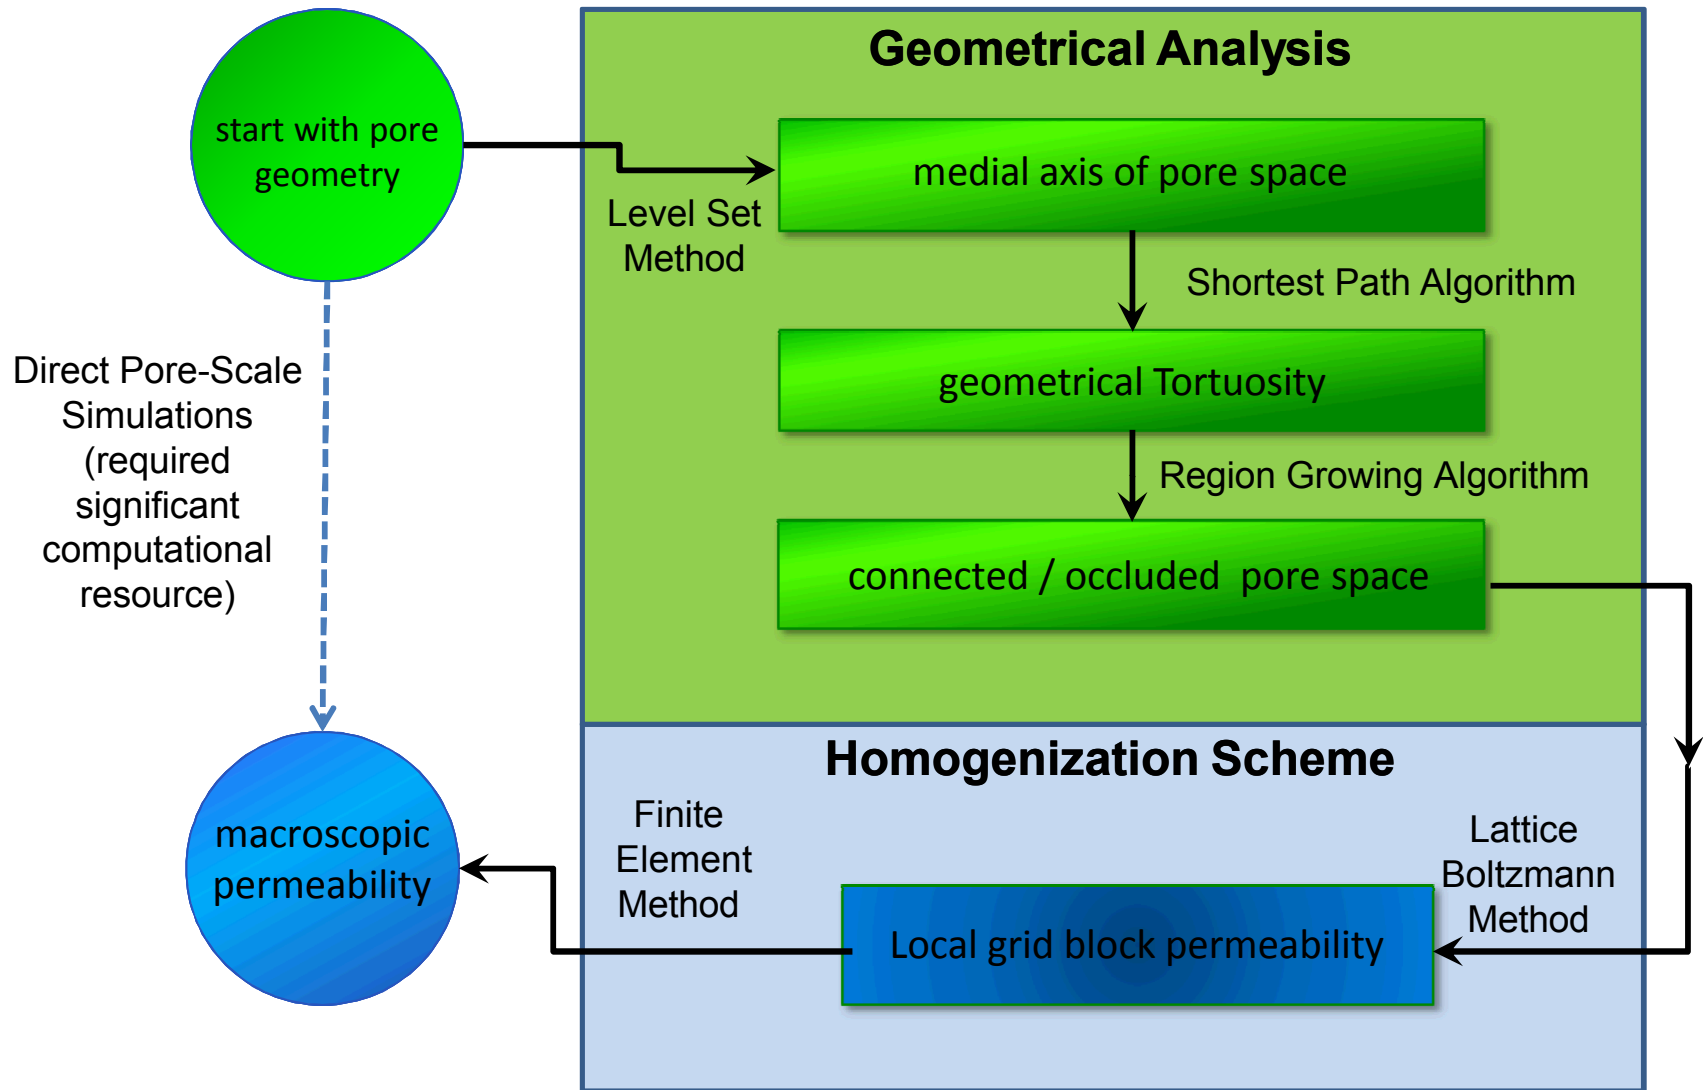 Geometrical Analysis
start with pore
geometry
medial axis of pore space
Level Set
Method
Shortest Path Algorithm
Direct Pore-Scale
Simulations
(required
significant
computational
resource)
geometrical Tortuosity
Region Growing Algorithm
connected / occluded pore space
Homogenization Scheme
Lattice
Boltzmann
Method
Local grid block permeability
Finite
Element
Method
macroscopic
permeability